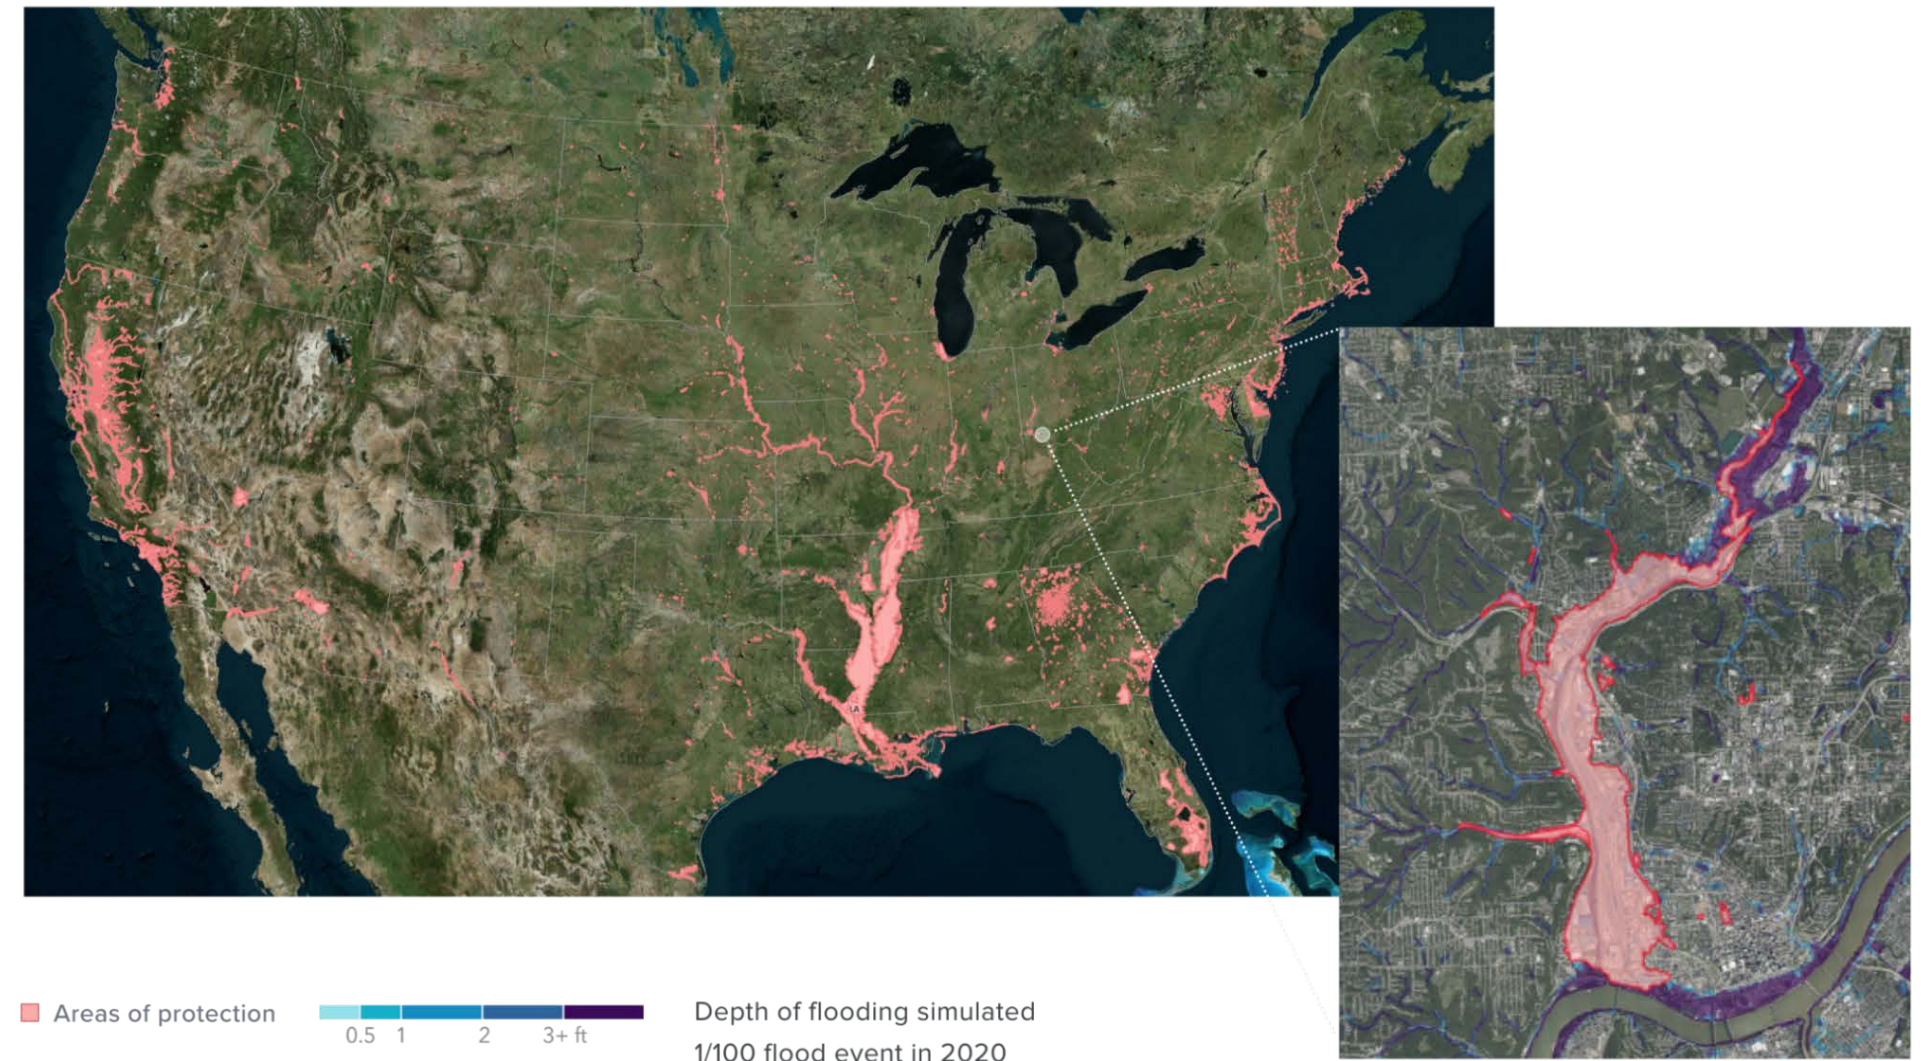 LA
Areas of protection
0.5 1 2 3+ ft
Depth of flooding simulated
1/100 flood event in 2020